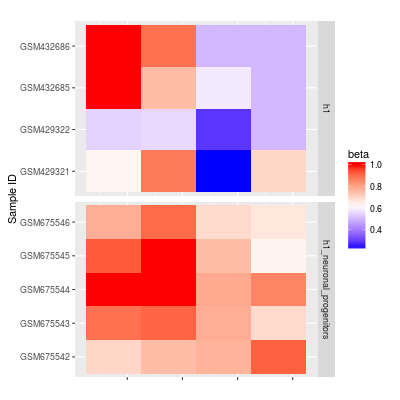 Sample ID
GSM432686
GSM432685
GSM429322
GSM429321
h1
GSM675546
GSM675545
GSM675544
GSM675543
GSM675542
h1_neuronal_progenitors
beta
1.0
0.8
0.6
0.4